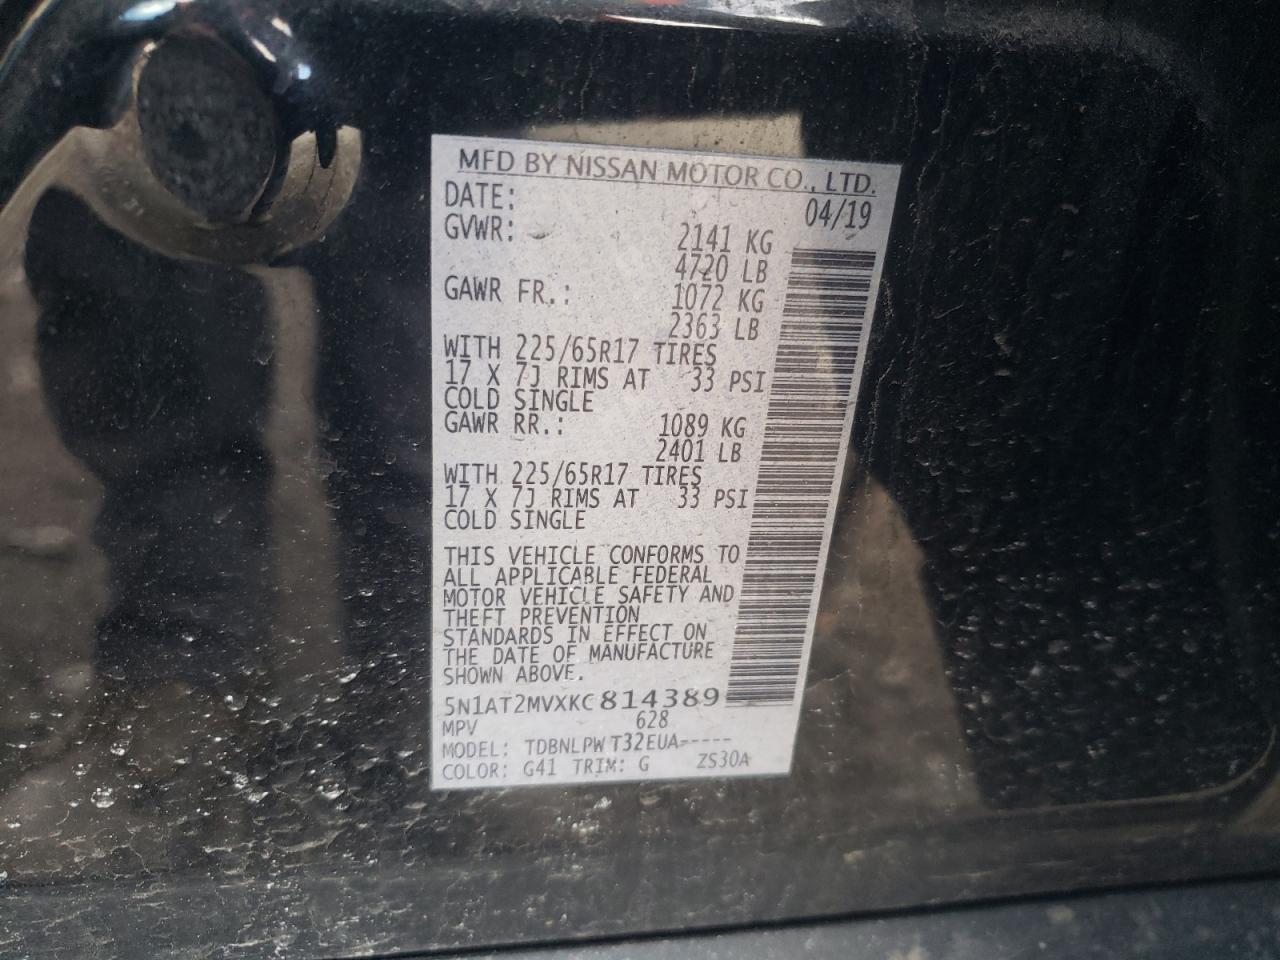 MFD BY NISSAN MOTOR CO., LTD.
DATE: 04/19
GVWR: 2141 KG
4720 LB
GAWR FR.: 1072 KG
2363 LB
WITH 225/65R17 TIRES
17 X 7J RIMS AT 33 PSI
COLD SINGLE
GAWR RR.: 1089 KG
2401 LB
WITH 225/65R17 TIRES
17 X 7J RIMS AT 33 PSI
COLD SINGLE
THIS VEHICLE CONFORMS TO
ALL APPLICABLE FEDERAL
MOTOR VEHICLE SAFETY AND
THEFT PREVENTION
STANDARDS IN EFFECT ON
THE DATE OF MANUFACTURE
SHOWN ABOVE.
5N1AT2MVXKC814389
MPV 628
MODEL: TDBNLPW T32EUA-----
COLOR: G41 TRIM: G ZS30A